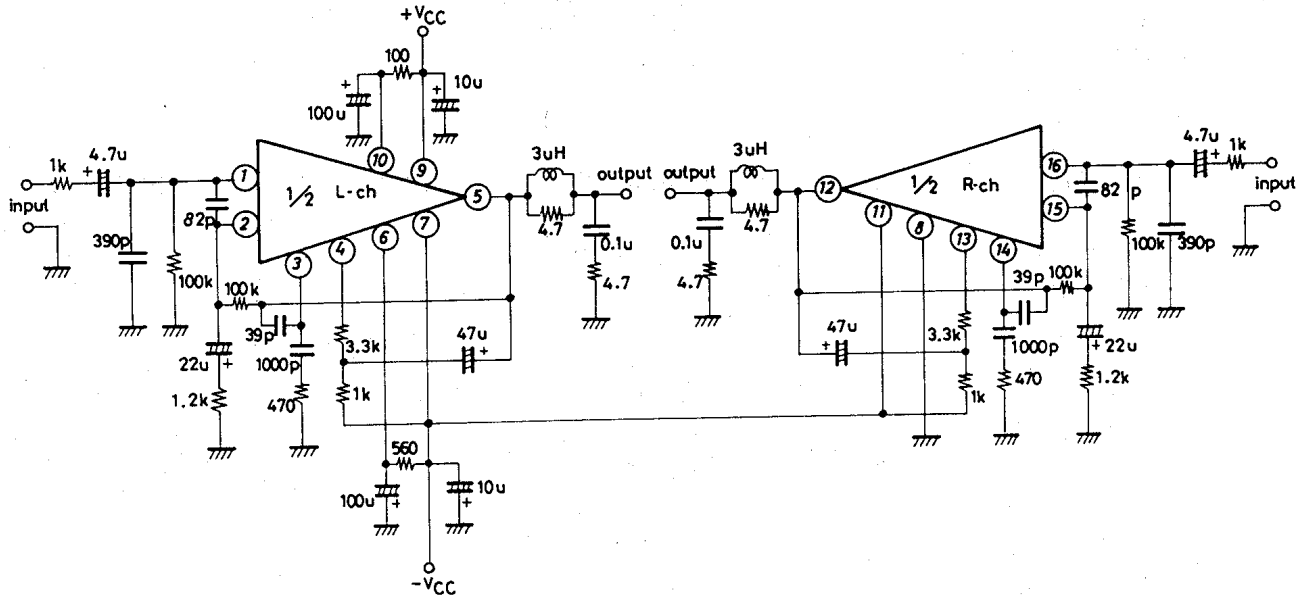 +VCC
100
+
100u
+
10u
10
9
1k
4.7u
+
input
1
2
82p
390p
100k
1/2
L-ch
5
7
6
4
3
3uH
4.7
output
0.1u
4.7
100k
39p
1000p
470
3.3k
1k
47u
+
22u
+
1.2k
560
100u
+
10u
+
-VCC
output
3uH
4.7
0.1u
4.7
12
1/2
R-ch
11
8
13
14
16
15
82
p
100k
390p
4.7u
+
1k
input
39p
100k
1000p
470
3.3k
1k
47u
+
22u
+
1.2k